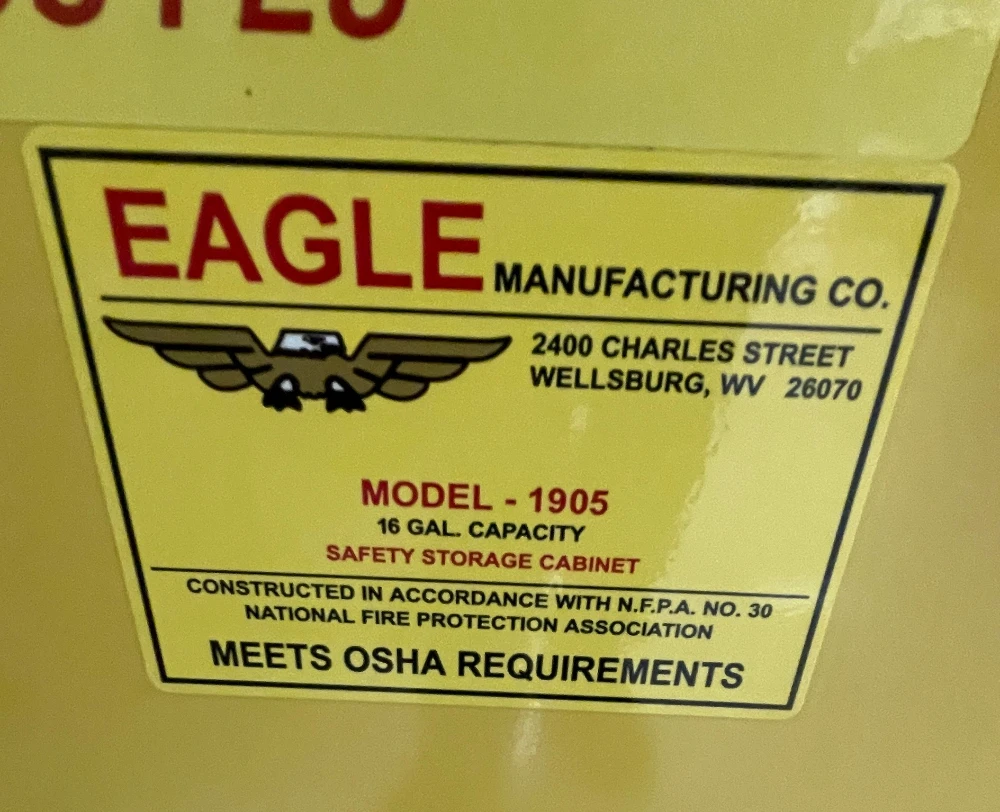 EAGLE MANUFACTURING CO.
2400 CHARLES STREET
WELLSBURG, WV 26070
MODEL - 1905
16 GAL. CAPACITY
SAFETY STORAGE CABINET
CONSTRUCTED IN ACCORDANCE WITH N.F.P.A. NO. 30
NATIONAL FIRE PROTECTION ASSOCIATION
MEETS OSHA REQUIREMENTS